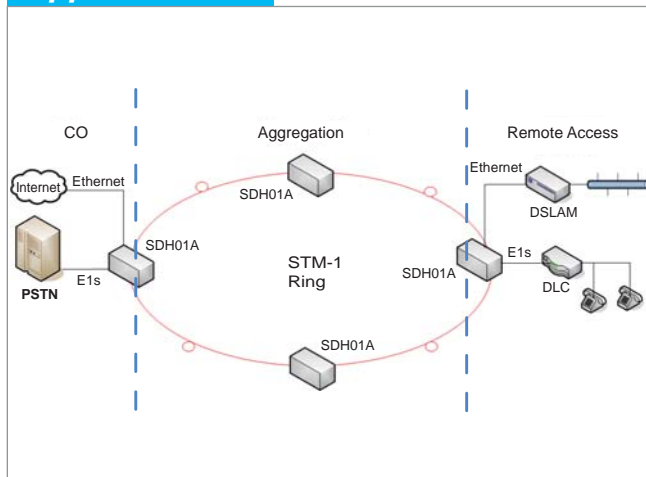 CO
Aggregation
Remote Access
Internet
Ethernet
SDH01A
Ethernet
DSLAM
SDH01A
PSTN
E1s
STM-1
Ring
SDH01A
E1s
DLC
SDH01A